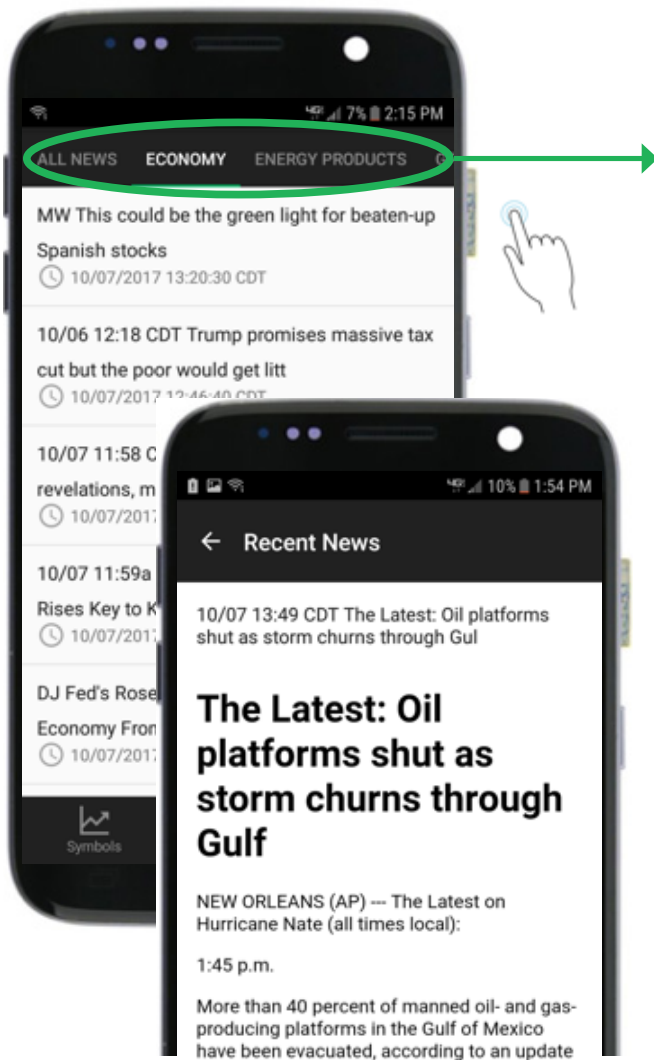 7% 2:15 PM
ALL NEWS ECONOMY ENERGY PRODUCTS
MW This could be the green light for beaten-up
Spanish stocks
10/07/2017 13:20:30 CDT
10/06 12:18 CDT Trump promises massive tax
cut but the poor would get litt
10/07/2017 12:46:40 CDT
10/07 11:58 C
revelations, m
10/07/2017
10/07 11:59a
Rises Key to K
10/07/2017
DJ Fed's Rose
Economy From
10/07/2017
Symbols
10% 1:54 PM
Recent News
10/07 13:49 CDT The Latest: Oil platforms
shut as storm churns through Gul
The Latest: Oil
platforms shut as
storm churns through
Gulf
NEW ORLEANS (AP) --- The Latest on
Hurricane Nate (all times local):
1:45 p.m.
More than 40 percent of manned oil- and gas-
producing platforms in the Gulf of Mexico
have been evacuated, according to an update